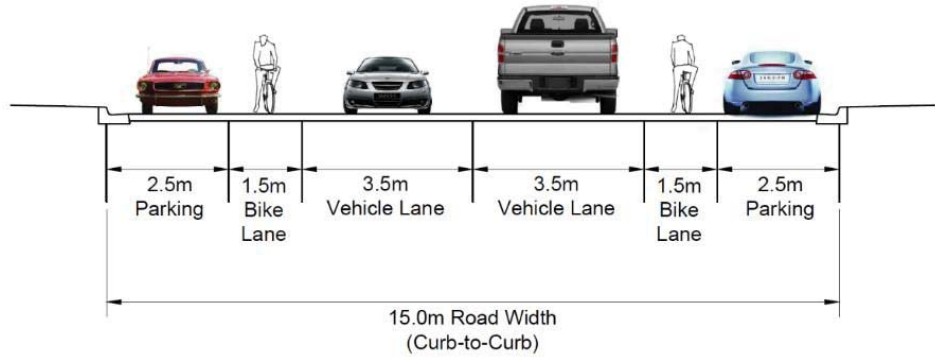 2.5m
Parking
1.5m
Bike
Lane
3.5m
Vehicle Lane
3.5m
Vehicle Lane
1.5m
Bike
Lane
2.5m
Parking
15.0m Road Width
(Curb-to-Curb)